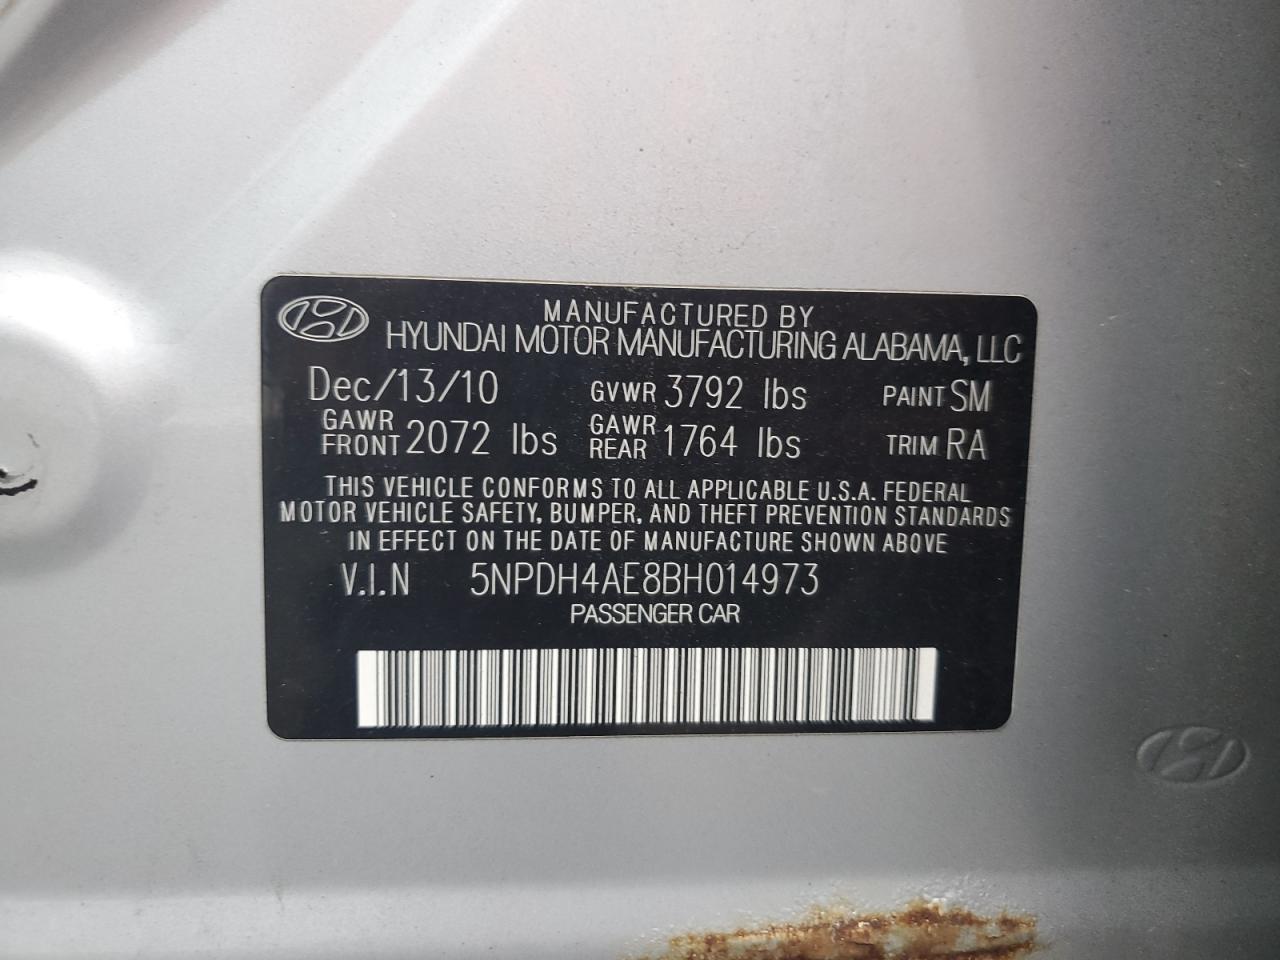 MANUFACTURED BY
HYUNDAI MOTOR MANUFACTURING ALABAMA, LLC
Dec/13/10 GVWR 3792 lbs PAINT SM
GAWR FRONT 2072 lbs GAWR REAR 1764 lbs TRIM RA
THIS VEHICLE CONFORMS TO ALL APPLICABLE U.S.A. FEDERAL
MOTOR VEHICLE SAFETY, BUMPER, AND THEFT PREVENTION STANDARDS
IN EFFECT ON THE DATE OF MANUFACTURE SHOWN ABOVE
V.I.N 5NPDH4AE8BH014973
PASSENGER CAR